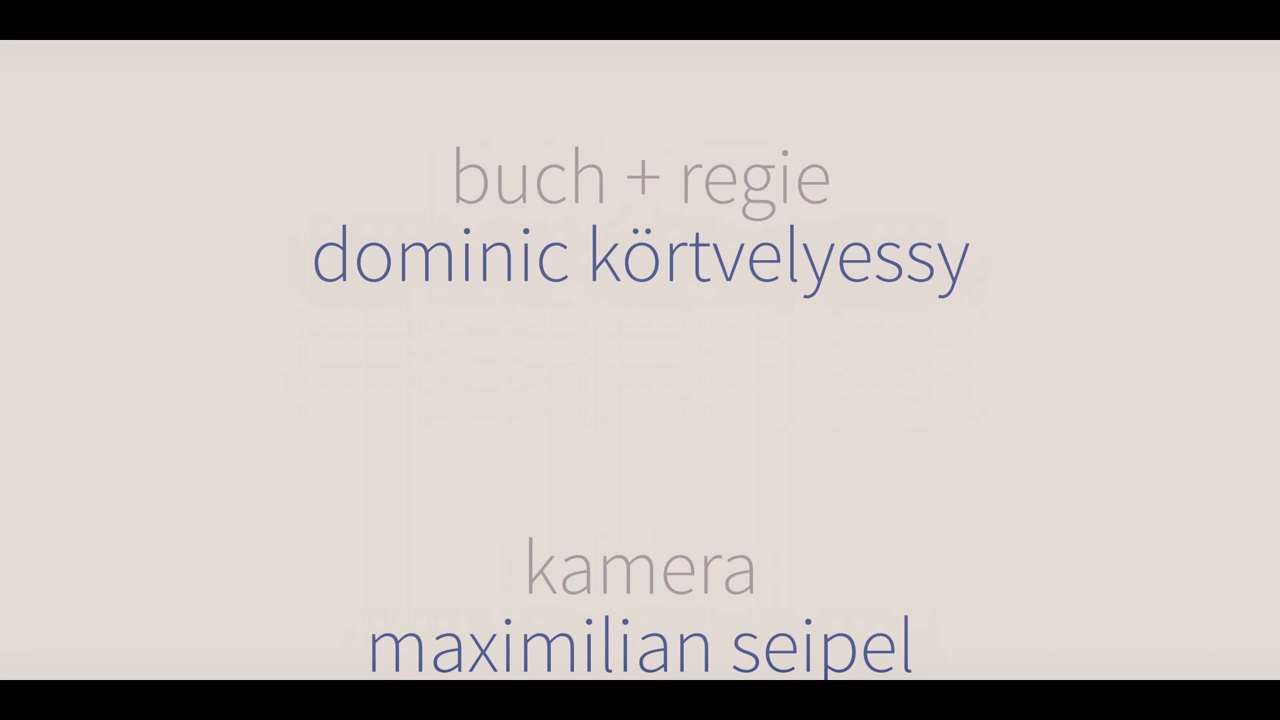 buch + regie
dominic körtvelyessy
kamera
maximilian seipel